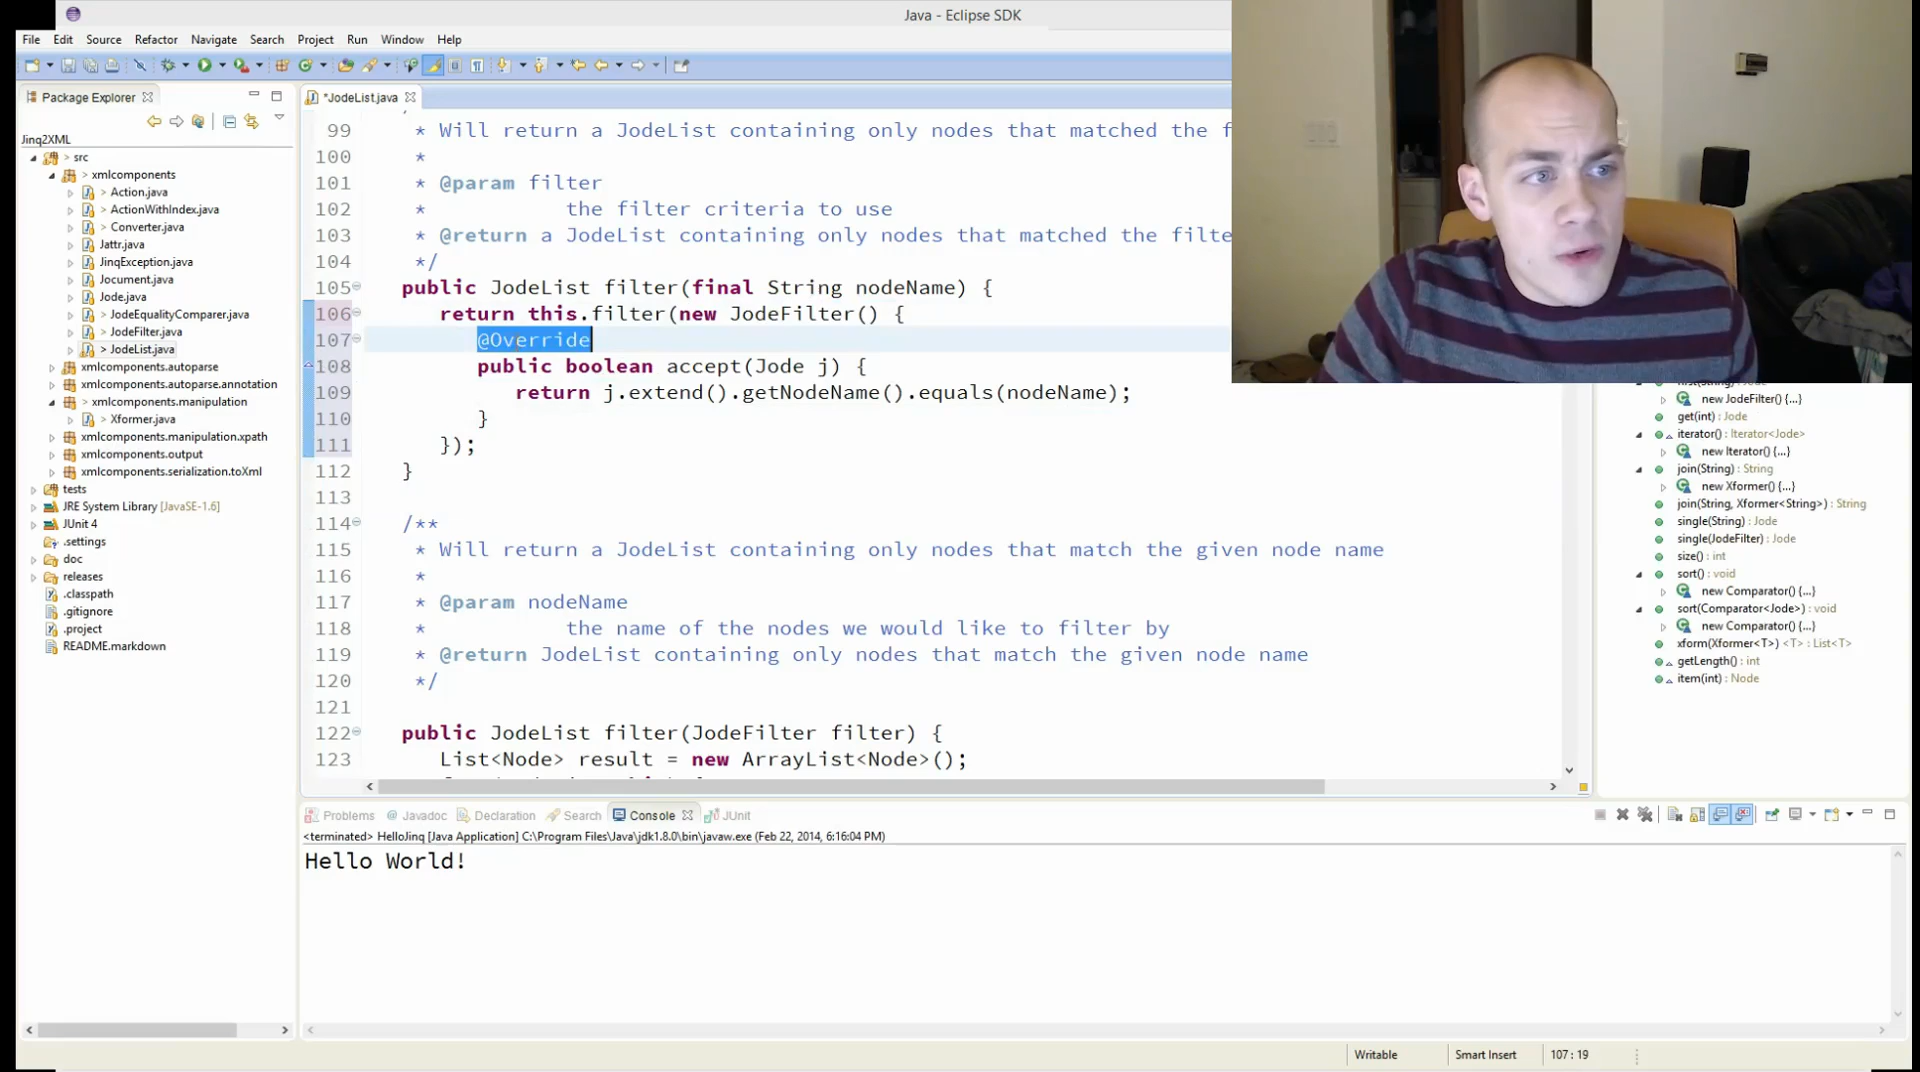 Java - Eclipse SDK
File Edit Source Refactor Navigate Search Project Run Window Help
Package Explorer
*JodeList.java
Jinq2XML
> src
> xmlcomponents
> Action.java
> ActionWithIndex.java
> Converter.java
Jattr.java
JinqException.java
Jocument.java
Jode.java
JodeEqualityComparer.java
JodeFilter.java
> JodeList.java
xmlcomponents.autoparse
xmlcomponents.autoparse.annotation
> xmlcomponents.manipulation
Xformer.java
xmlcomponents.manipulation.xpath
xmlcomponents.output
xmlcomponents.serialization.toXml
tests
JRE System Library [JavaSE-1.6]
JUnit 4
.settings
doc
releases
.classpath
.gitignore
.project
README.markdown
99 * Will return a JodeList containing only nodes that matched the f
100 *
101 * @param filter
102 * the filter criteria to use
103 * @return a JodeList containing only nodes that matched the filte
104 */
105 public JodeList filter(final String nodeName) {
106 return this.filter(new JodeFilter() {
107 @Override
108 public boolean accept(Jode j) {
109 return j.extend().getNodeName().equals(nodeName);
110 }
111 });
112 }
113
114 /**
115 * Will return a JodeList containing only nodes that match the given node name
116 *
117 * @param nodeName
118 * the name of the nodes we would like to filter by
119 * @return JodeList containing only nodes that match the given node name
120 */
121
122 public JodeList filter(JodeFilter filter) {
123 List<Node> result = new ArrayList<Node>();
new JodeFilter() {...}
get(int) : Jode
iterator() : Iterator<Jode>
new Iterator() {...}
join(String) : String
new Xformer() {...}
join(String, Xformer<String>) : String
single(String) : Jode
single(JodeFilter) : Jode
size() : int
sort() : void
new Comparator() {...}
sort(Comparator<Jode>) : void
new Comparator() {...}
xform(Xformer<T>) <T> : List<T>
getLength() : int
item(int) : Node
Problems @ Javadoc Declaration Search Console JUnit
<terminated> HelloJinq [Java Application] C:\Program Files\Java\jdk1.8.0\bin\javaw.exe (Feb 22, 2014, 6:16:04 PM)
Hello World!
Writable Smart Insert 107 : 19